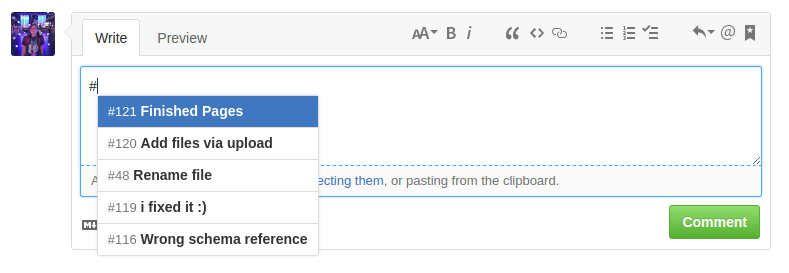 Write
Preview
AA B i
#
#121 Finished Pages
#120 Add files via upload
#48 Rename file
#119 i fixed it :)
#116 Wrong schema reference
ecting them, or pasting from the clipboard.
Comment